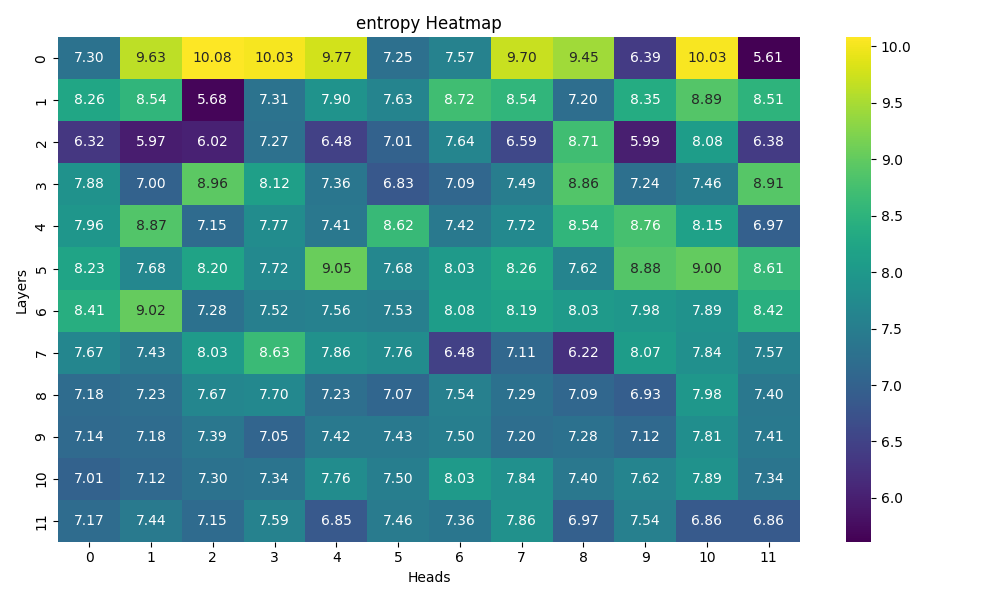 entropy Heatmap
0 7.30 9.63 10.08 10.03 9.77 7.25 7.57 9.70 9.45 6.39 10.03 5.61
1 8.26 8.54 5.68 7.31 7.90 7.63 8.72 8.54 7.20 8.35 8.89 8.51
2 6.32 5.97 6.02 7.27 6.48 7.01 7.64 6.59 8.71 5.99 8.08 6.38
3 7.88 7.00 8.96 8.12 7.36 6.83 7.09 7.49 8.86 7.24 7.46 8.91
4 7.96 8.87 7.15 7.77 7.41 8.62 7.42 7.72 8.54 8.76 8.15 6.97
5 8.23 7.68 8.20 7.72 9.05 7.68 8.03 8.26 7.62 8.88 9.00 8.61
6 8.41 9.02 7.28 7.52 7.56 7.53 8.08 8.19 8.03 7.98 7.89 8.42
7 7.67 7.43 8.03 8.63 7.86 7.76 6.48 7.11 6.22 8.07 7.84 7.57
8 7.18 7.23 7.67 7.70 7.23 7.07 7.54 7.29 7.09 6.93 7.98 7.40
9 7.14 7.18 7.39 7.05 7.42 7.43 7.50 7.20 7.28 7.12 7.81 7.41
10 7.01 7.12 7.30 7.34 7.76 7.50 8.03 7.84 7.40 7.62 7.89 7.34
11 7.17 7.44 7.15 7.59 6.85 7.46 7.36 7.86 6.97 7.54 6.86 6.86
0 1 2 3 4 5 6 7 8 9 10 11
Heads
Layers
10.0
9.5
9.0
8.5
8.0
7.5
7.0
6.5
6.0